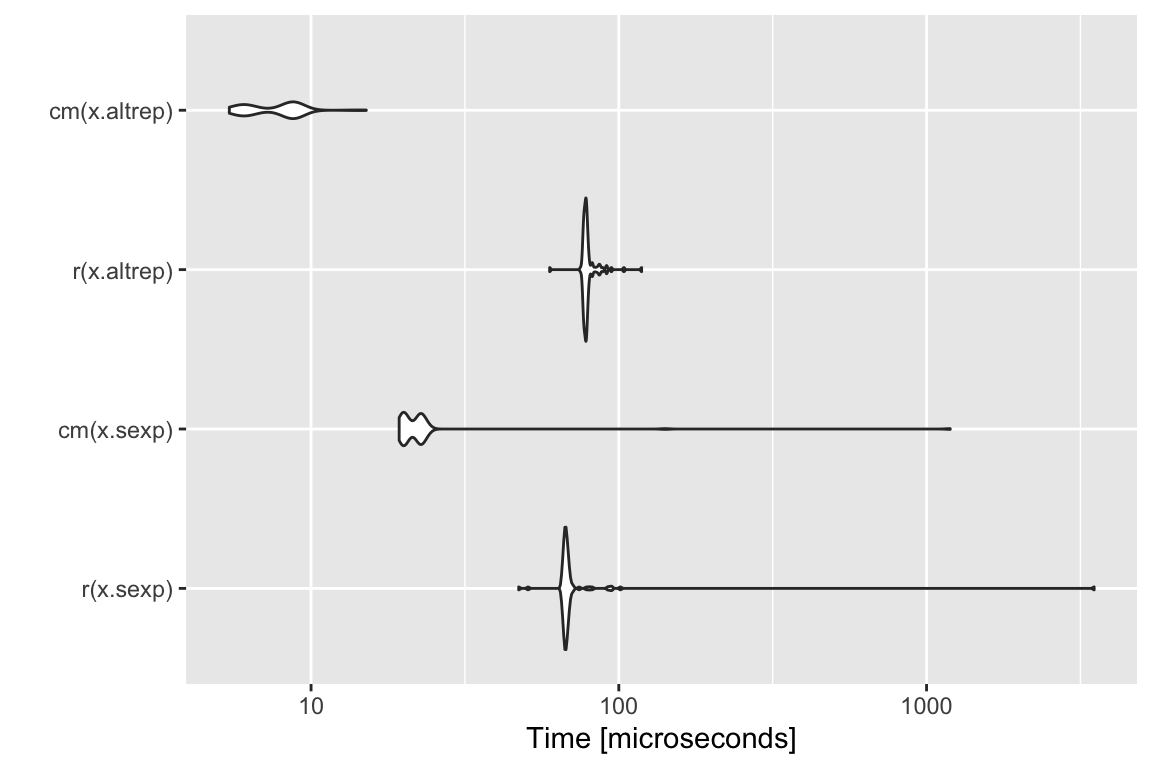 cm(x.altrep)
r(x.altrep)
cm(x.sexp)
r(x.sexp)
10 100 1000
Time [microseconds]